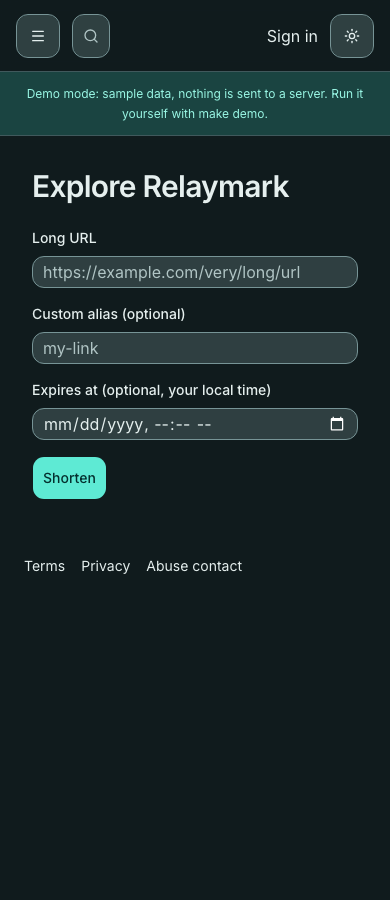 Sign in
Demo mode: sample data, nothing is sent to a server. Run it
yourself with make demo.
Explore Relaymark
Long URL
https://example.com/very/long/url
Custom alias (optional)
my-link
Expires at (optional, your local time)
mm/dd/yyyy, --:-- --
Shorten
Terms Privacy Abuse contact